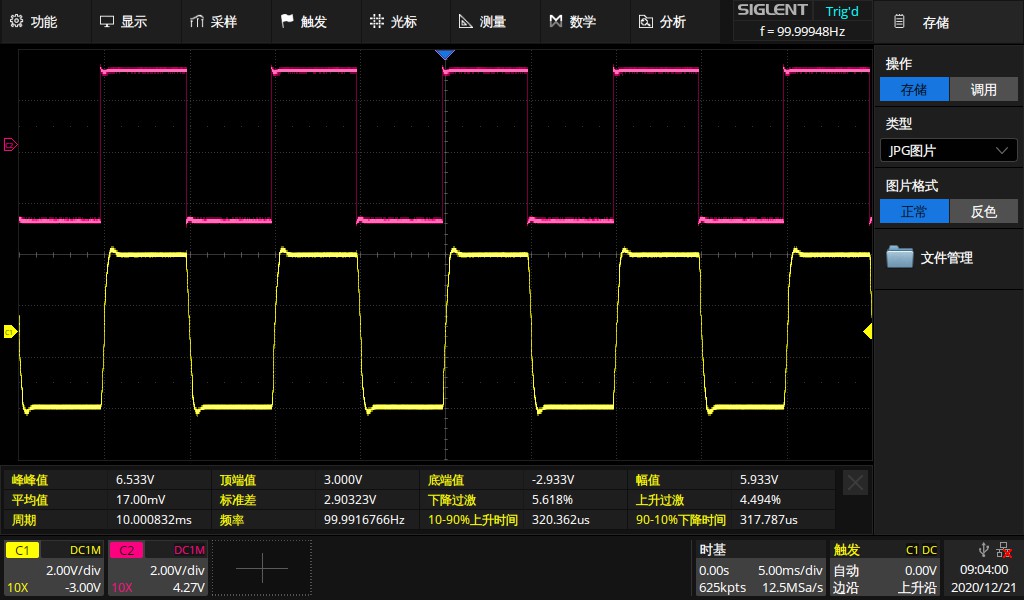 功能 显示 采样 触发 光标 测量 数学 分析
SIGLENT Trig'd
f = 99.99948Hz
存储
操作
存储 调用
类型
JPG图片
图片格式
正常 反色
文件管理
C2
C1
峰峰值 6.533V 顶端值 3.000V 底端值 -2.933V 幅值 5.933V
平均值 17.00mV 标准差 2.90323V 下降过激 5.618% 上升过激 4.494%
周期 10.000832ms 频率 99.9916766Hz 10-90%上升时间 320.362us 90-10%下降时间 317.787us
C1 DC1M
2.00V/div
10X -3.00V
C2 DC1M
2.00V/div
10X 4.27V
时基
0.00s 5.00ms/div
625kpts 12.5MSa/s
触发 C1 DC
自动 0.00V
边沿 上升沿
09:04:00
2020/12/21